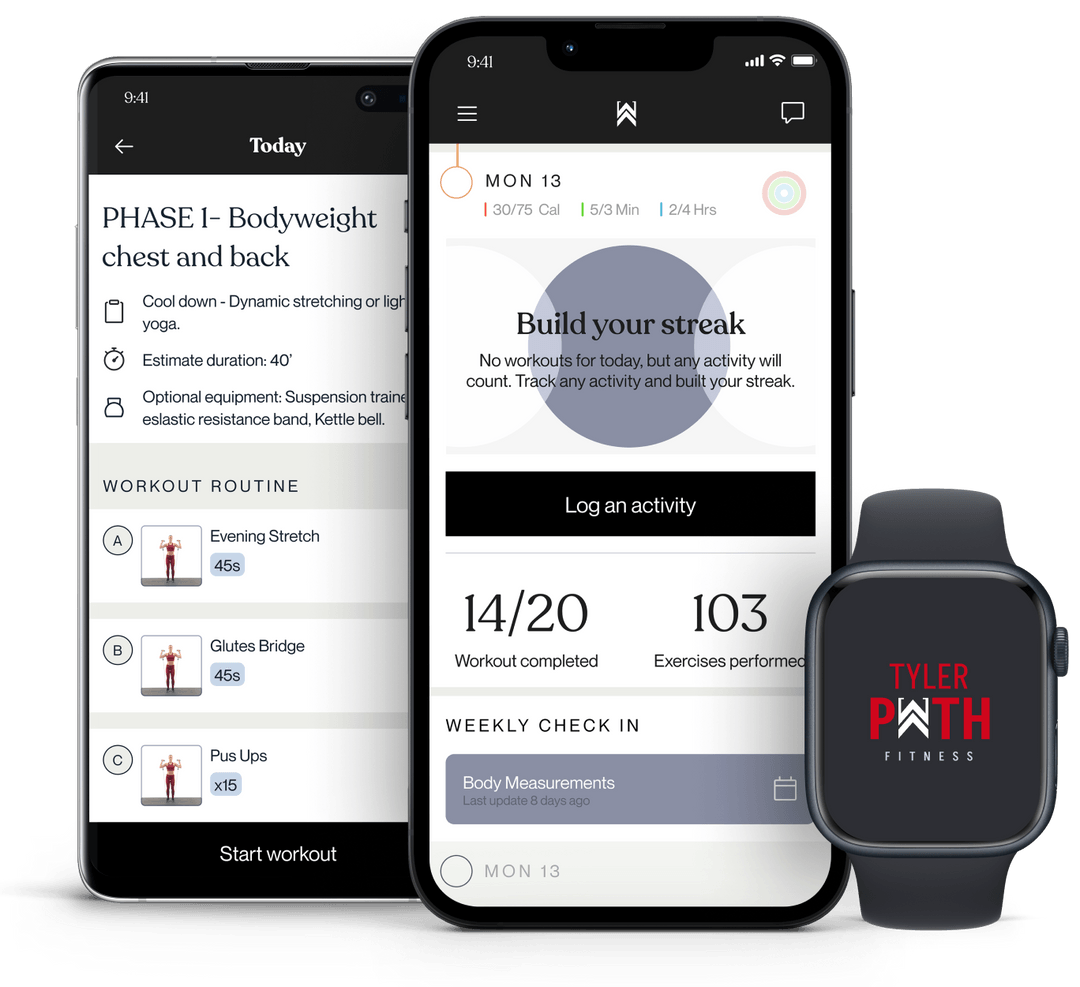 9:41
Today
PHASE 1- Bodyweight
chest and back
Cool down - Dynamic stretching or
yoga.
Estimate duration: 40'
Optional equipment: Suspension
eslastic resistance band, Kettle bell.
WORKOUT ROUTINE
A
Evening Stretch
45s
B
Glutes Bridge
45s
C
Pus Ups
x15
Start workout
9:41
MON 13
30/75 Cal
5/3 Min
2/4 Hrs
Build your streak
No workouts for today, but any activity will
count. Track any activity and built your streak.
Log an activity
14/20
Workout completed
103
Exercises performed
WEEKLY CHECK IN
Body Measurements
Last update 8 days ago
MON 13
TYLER
PATH
FITNESS